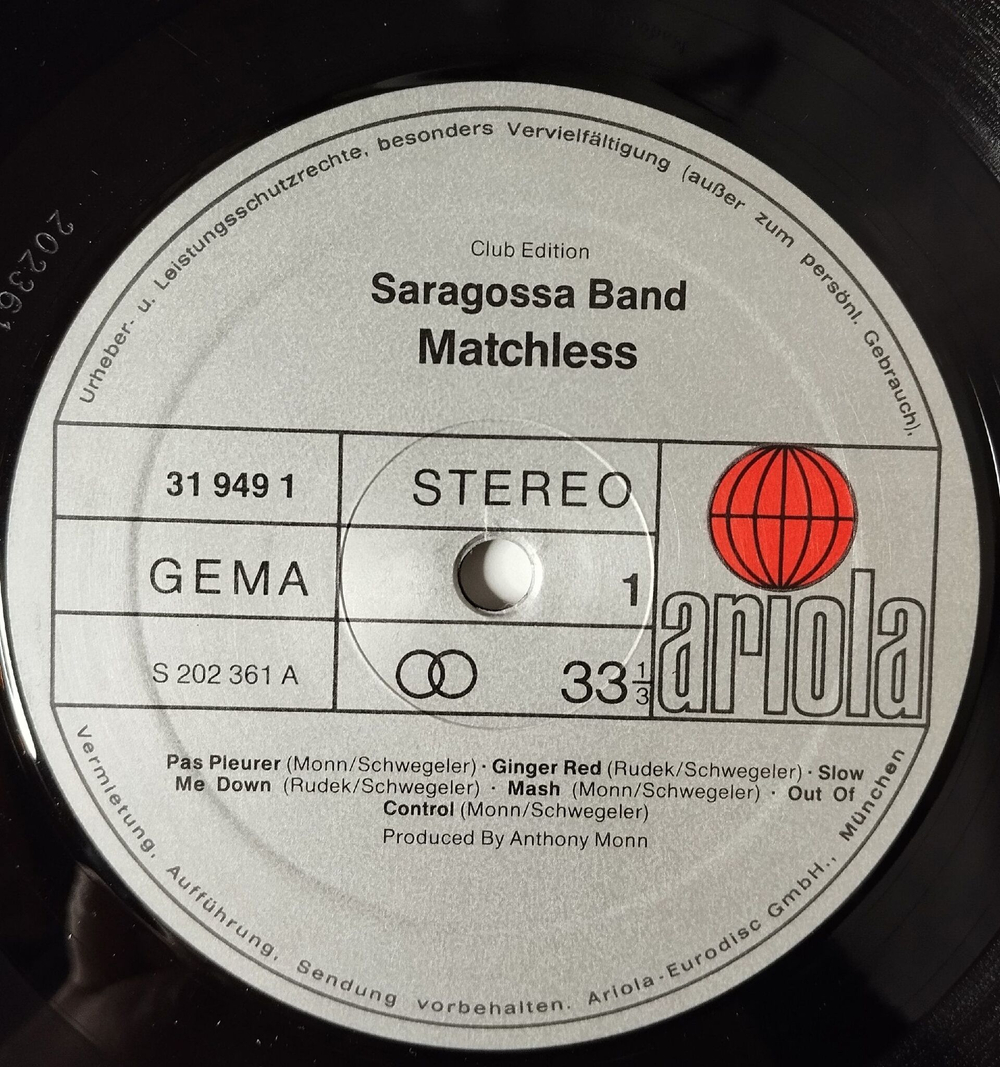 Urheber- u. Leistungsschutzrechte, besonders Vervielfältigung (außer zum persönl. Gebrauch),
202361
Club Edition
Saragossa Band
Matchless
31 949 1
STEREO
GEMA
1
S 202 361 A
33 1/3
ariola
Pas Pleurer (Monn/Schwegeler) · Ginger Red (Rudek/Schwegeler) · Slow
Me Down (Rudek/Schwegeler) · Mash (Monn/Schwegeler) · Out Of
Control (Monn/Schwegeler)
Produced By Anthony Monn
Vermietung, Aufführung, Sendung vorbehalten. Ariola-Eurodisc GmbH., München